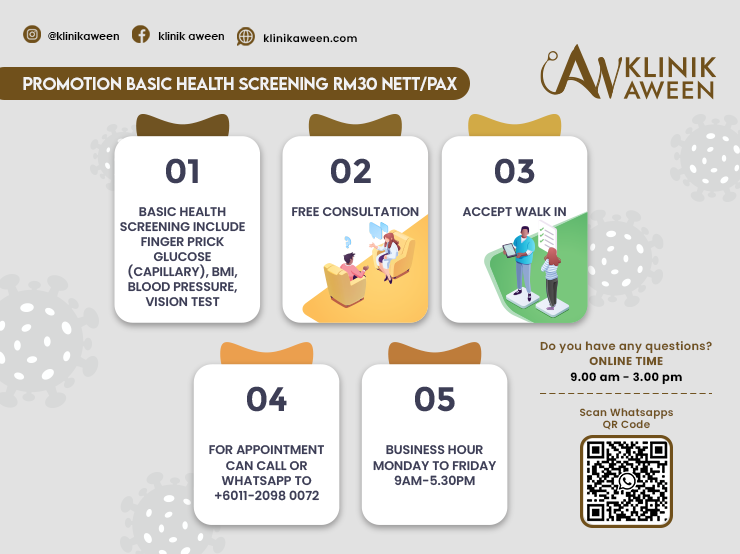 @klinikaween
klinik aween
klinikaween.com
KLINIK
AWEEN
PROMOTION BASIC HEALTH SCREENING RM30 NETT/PAX
01
BASIC HEALTH
SCREENING INCLUDE
FINGER PRICK
GLUCOSE
(CAPILLARY), BMI,
BLOOD PRESSURE,
VISION TEST
02
FREE CONSULTATION
03
ACCEPT WALK IN
04
FOR APPOINTMENT
CAN CALL OR
WHATSAPP TO
+6011-2098 0072
05
BUSINESS HOUR
MONDAY TO FRIDAY
9AM-5.30PM
Do you have any questions?
ONLINE TIME
9.00 am - 3.00 pm
Scan Whatsapps
QR Code